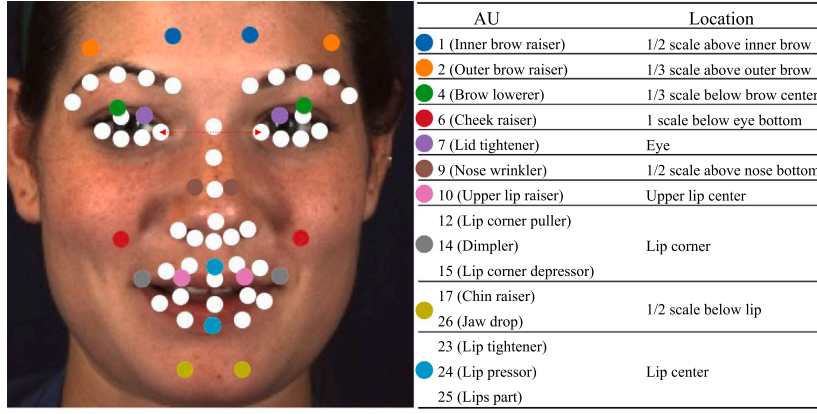 AU Location
1 (Inner brow raiser) 1/2 scale above inner brow
2 (Outer brow raiser) 1/3 scale above outer brow
4 (Brow lowerer) 1/3 scale below brow center
6 (Cheek raiser) 1 scale below eye bottom
7 (Lid tightener) Eye
9 (Nose wrinkler) 1/2 scale above nose bottom
10 (Upper lip raiser) Upper lip center
12 (Lip corner puller)
14 (Dimpler) Lip corner
15 (Lip corner depressor)
17 (Chin raiser)
1/2 scale below lip
26 (Jaw drop)
23 (Lip tightener)
24 (Lip pressor) Lip center
25 (Lips part)